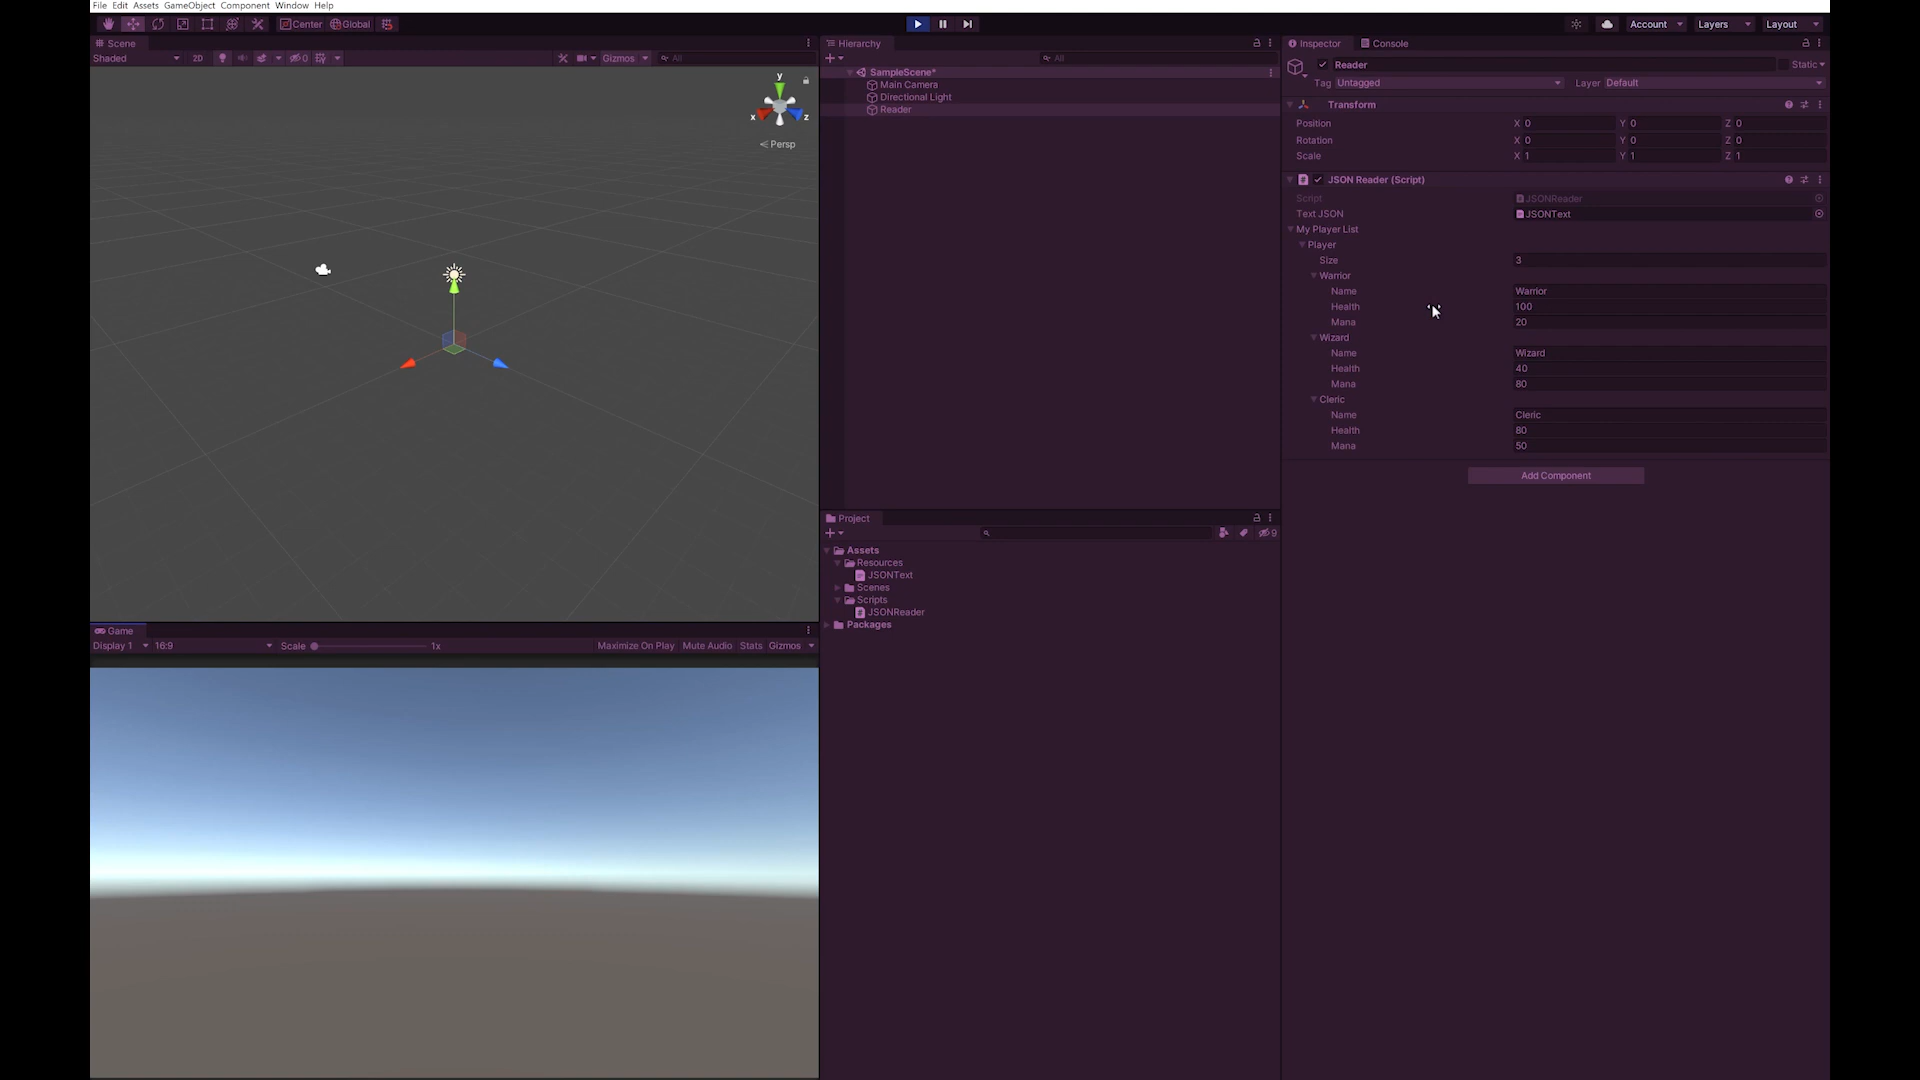 File Edit Assets GameObject Component Window Help
Center Global
Account Layers Layout
Scene
Shaded 2D 0 Gizmos All
y
x z
Persp
Game
Display 1 16:9 Scale 1x Maximize On Play Mute Audio Stats Gizmos
Hierarchy
All
SampleScene*
Main Camera
Directional Light
Reader
Project
9
Assets
Resources
JSONText
Scenes
Scripts
JSONReader
Packages
Inspector Console
Reader Static
Tag Untagged Layer Default
Transform
Position X 0 Y 0 Z 0
Rotation X 0 Y 0 Z 0
Scale X 1 Y 1 Z 1
JSON Reader (Script)
Script JSONReader
Text JSON JSONText
My Player List
Player
Size 3
Warrior
Name Warrior
Health 100
Mana 20
Wizard
Name Wizard
Health 40
Mana 80
Cleric
Name Cleric
Health 80
Mana 50
Add Component